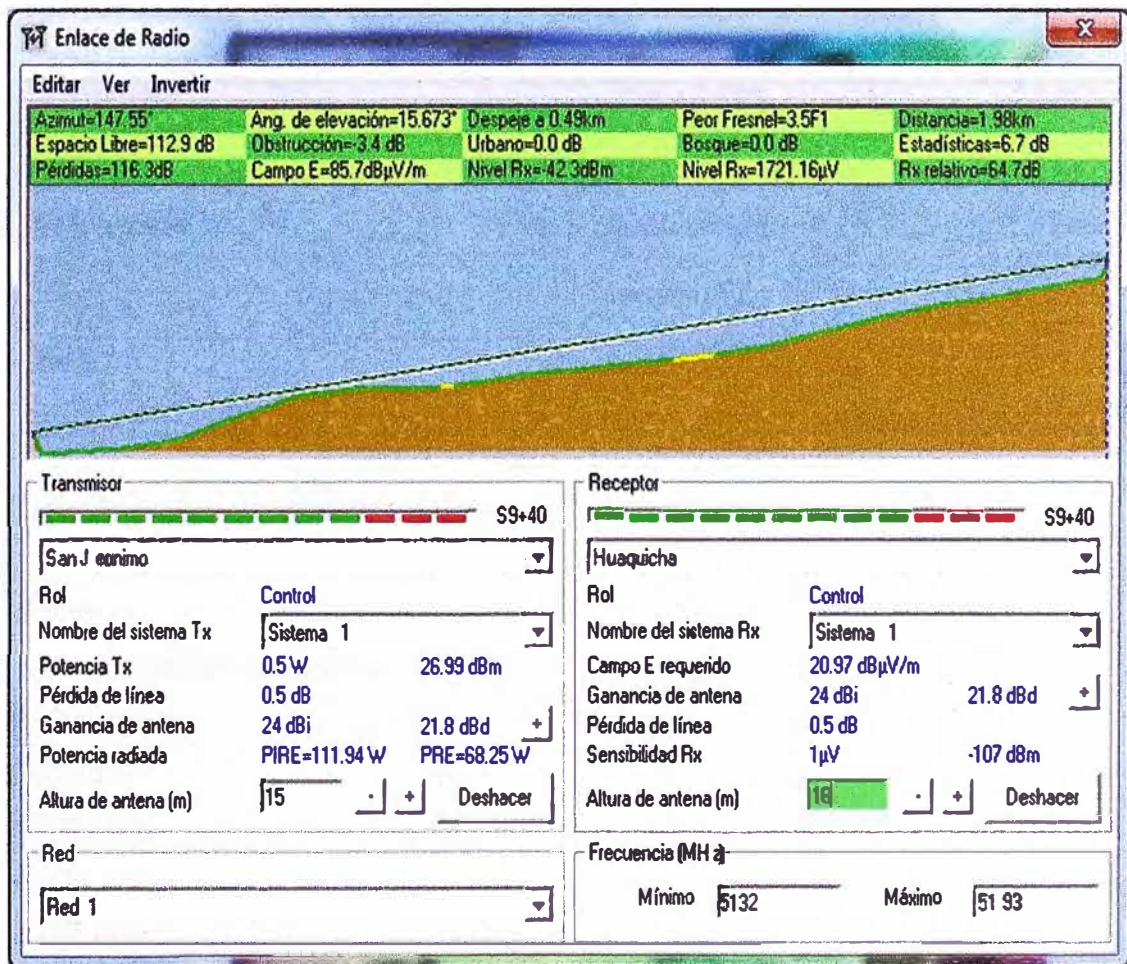 Enlace de Radio
Editar Ver Invertir
Azimut=147.55° Ang. de elevación=15.673° Despeje a 0.49km Peor Fresnel=3.5F1 Distancia=1.98km
Espacio Libre=112.9 dB Obstrucción=-3.4 dB Urbano=0.0 dB Bosque=0.0 dB Estadísticas=6.7 dB
Pérdidas=116.3dB Campo E=85.7dBµV/m Nivel Rx=-42.3dBm Nivel Rx=1721.16µV Rx relativo=64.7dB
Transmisor
S9+40
San J eronimo
Rol Control
Nombre del sistema Tx Sistema 1
Potencia Tx 0.5 W 26.99 dBm
Pérdida de línea 0.5 dB
Ganancia de antena 24 dBi 21.8 dBd +
Potencia radiada PIRE=111.94 W PRE=68.25 W
Altura de antena (m) 15 - + Deshacer
Red
Red 1
Receptor
S9+40
Huaquicha
Rol Control
Nombre del sistema Rx Sistema 1
Campo E requerido 20.97 dBµV/m
Ganancia de antena 24 dBi 21.8 dBd +
Pérdida de línea 0.5 dB
Sensibilidad Rx 1µV -107 dBm
Altura de antena (m) 16 - + Deshacer
Frecuencia (MHz)
Mínimo 5132 Máximo 51 93